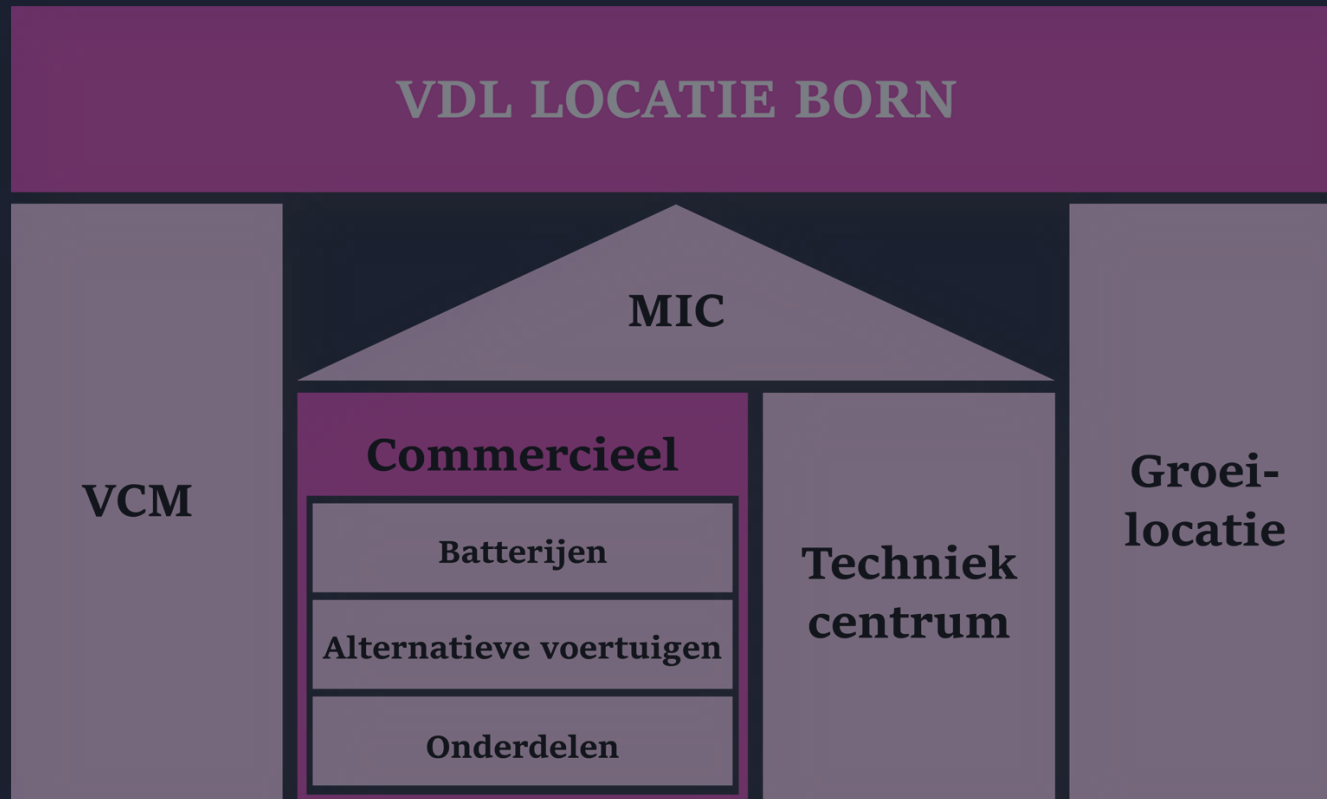 VDL LOCATIE BORN
MIC
VCM
Commercieel
Batterijen
Alternatieve voertuigen
Onderdelen
Techniek
centrum
Groei-
locatie